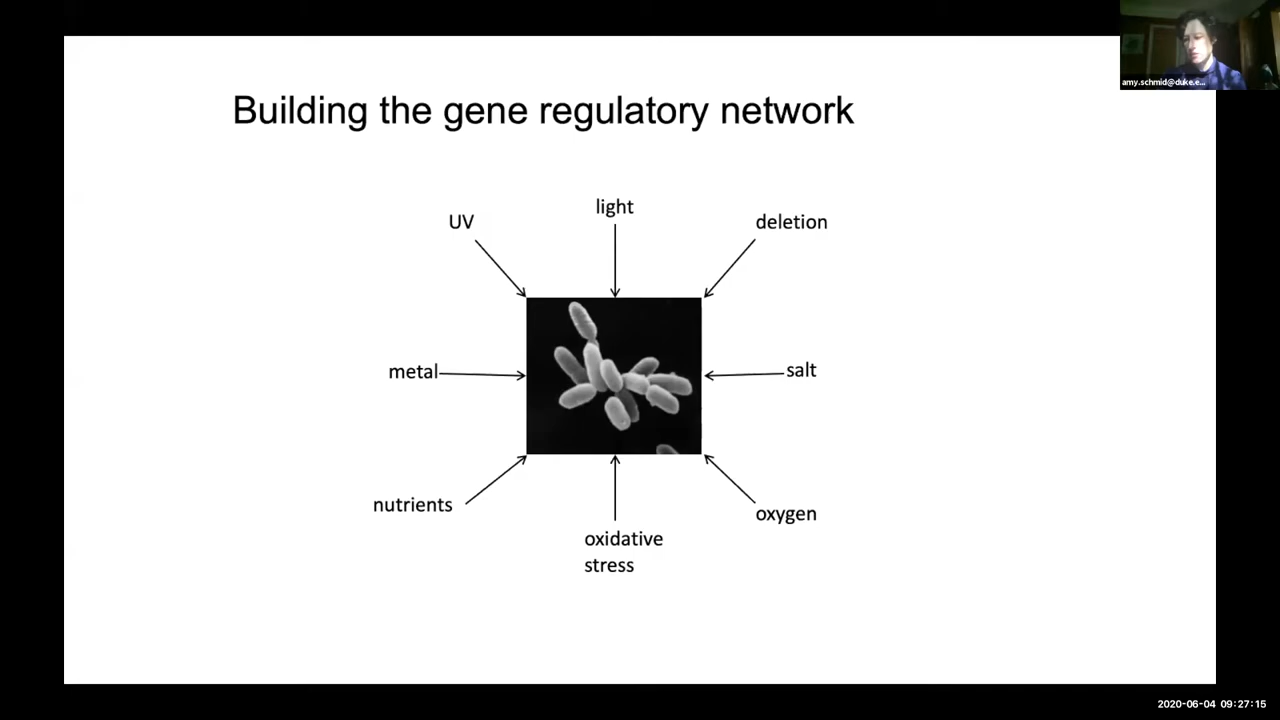 amy.schmid@duke.e...
Building the gene regulatory network
light
UV
deletion
metal
salt
nutrients
oxygen
oxidative
stress
2020-06-04 09:27:15